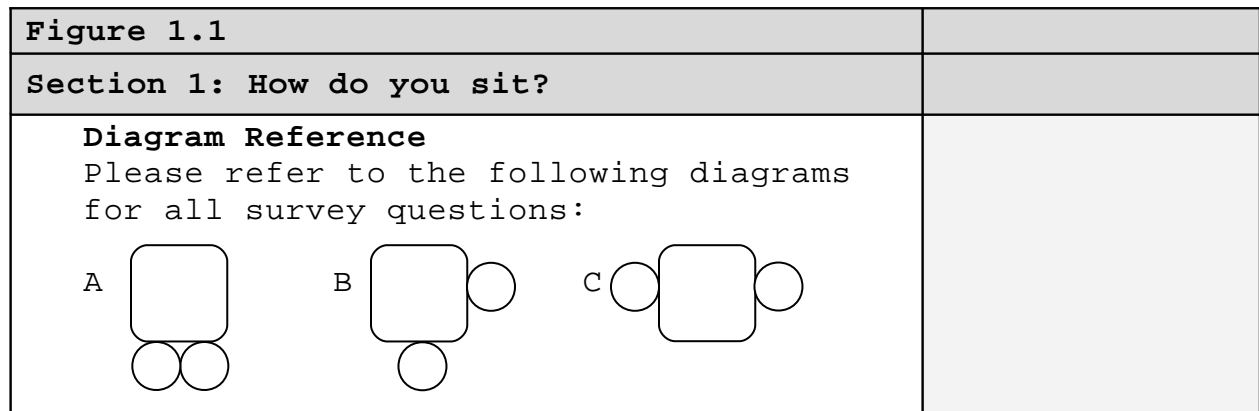 Figure 1.1
Section 1: How do you sit?
Diagram Reference
Please refer to the following diagrams
for all survey questions:
A B C